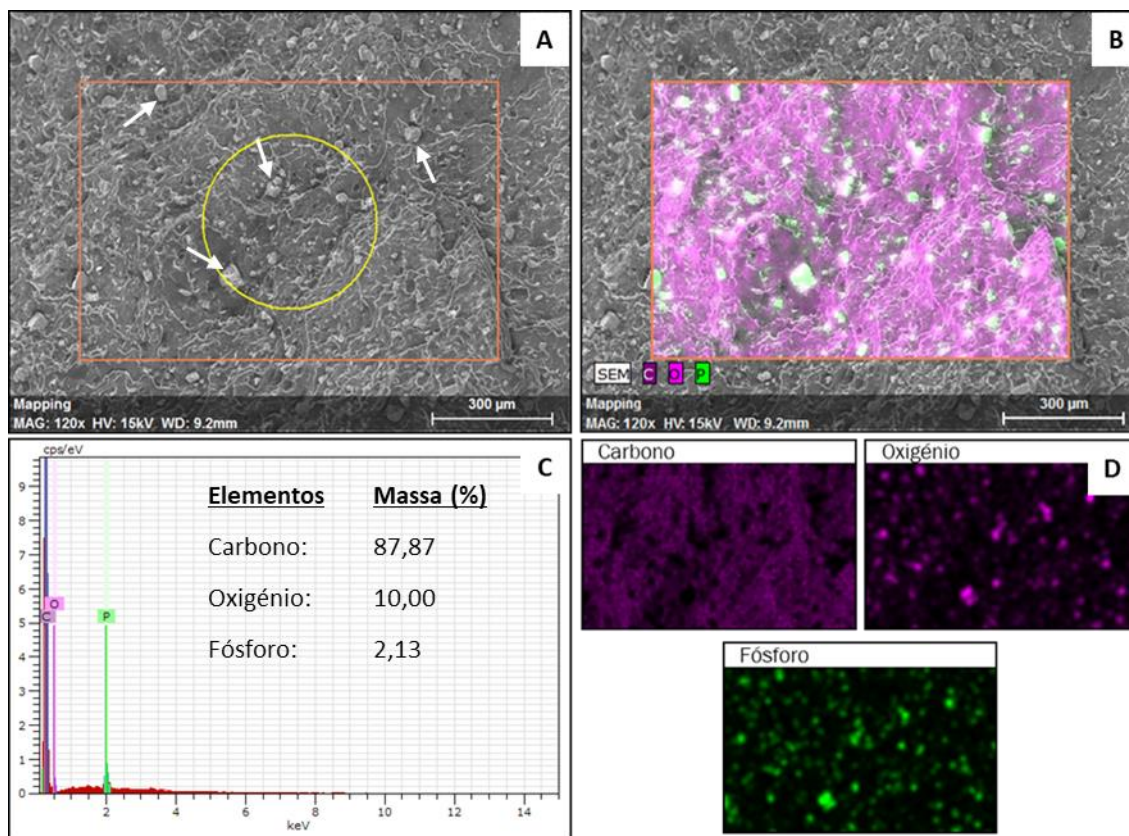 A
Mapping
MAG: 120x HV: 15kV WD: 9.2mm
300 µm
B
SEM C O P
Mapping
MAG: 120x HV: 15kV WD: 9.2mm
300 µm
cps/eV
C
Elementos Massa (%)
Carbono: 87,87
Oxigénio: 10,00
Fósforo: 2,13
9
8
7
6
5
4
3
2
1
0
C O P
2 4 6 8 10 12 14
keV
Carbono
Oxigénio
D
Fósforo